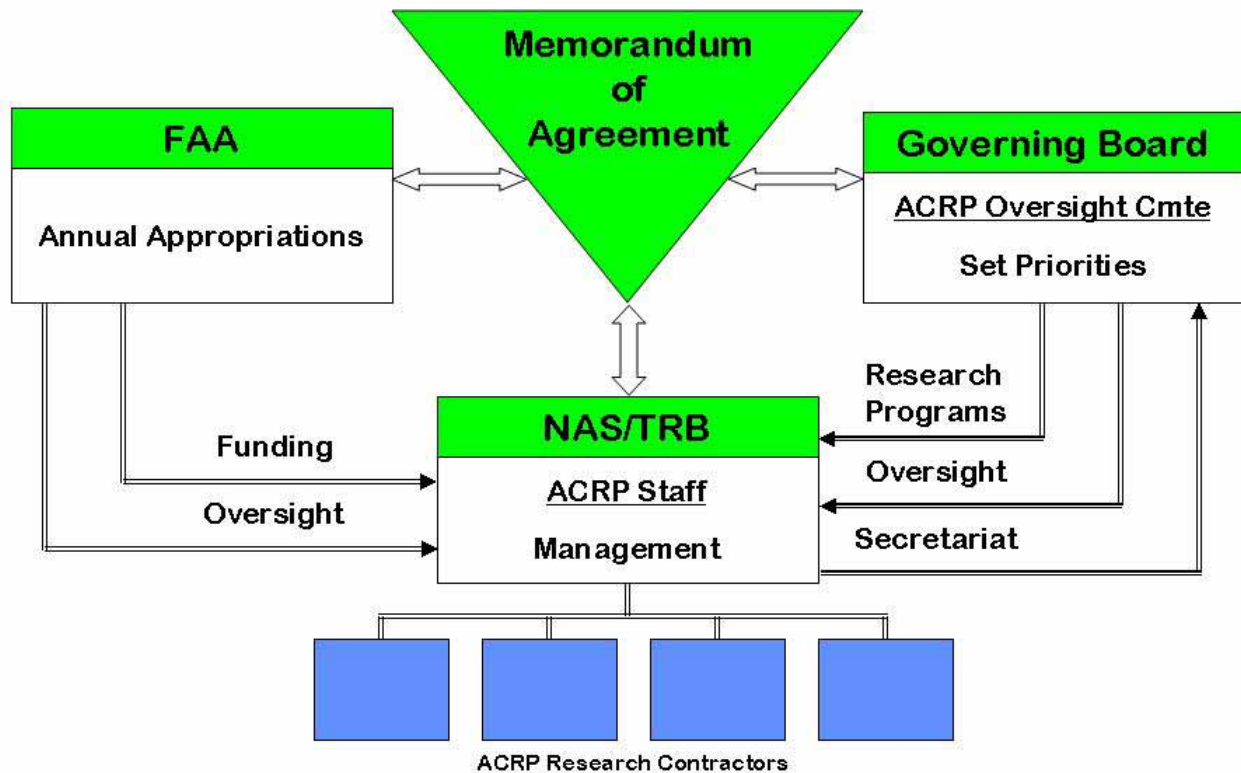 Memorandum
of
Agreement
FAA
Annual Appropriations
Governing Board
ACRP Oversight Cmte
Set Priorities
Research
Programs
Funding
Oversight
NAS/TRB
ACRP Staff
Management
Oversight
Secretariat
ACRP Research Contractors